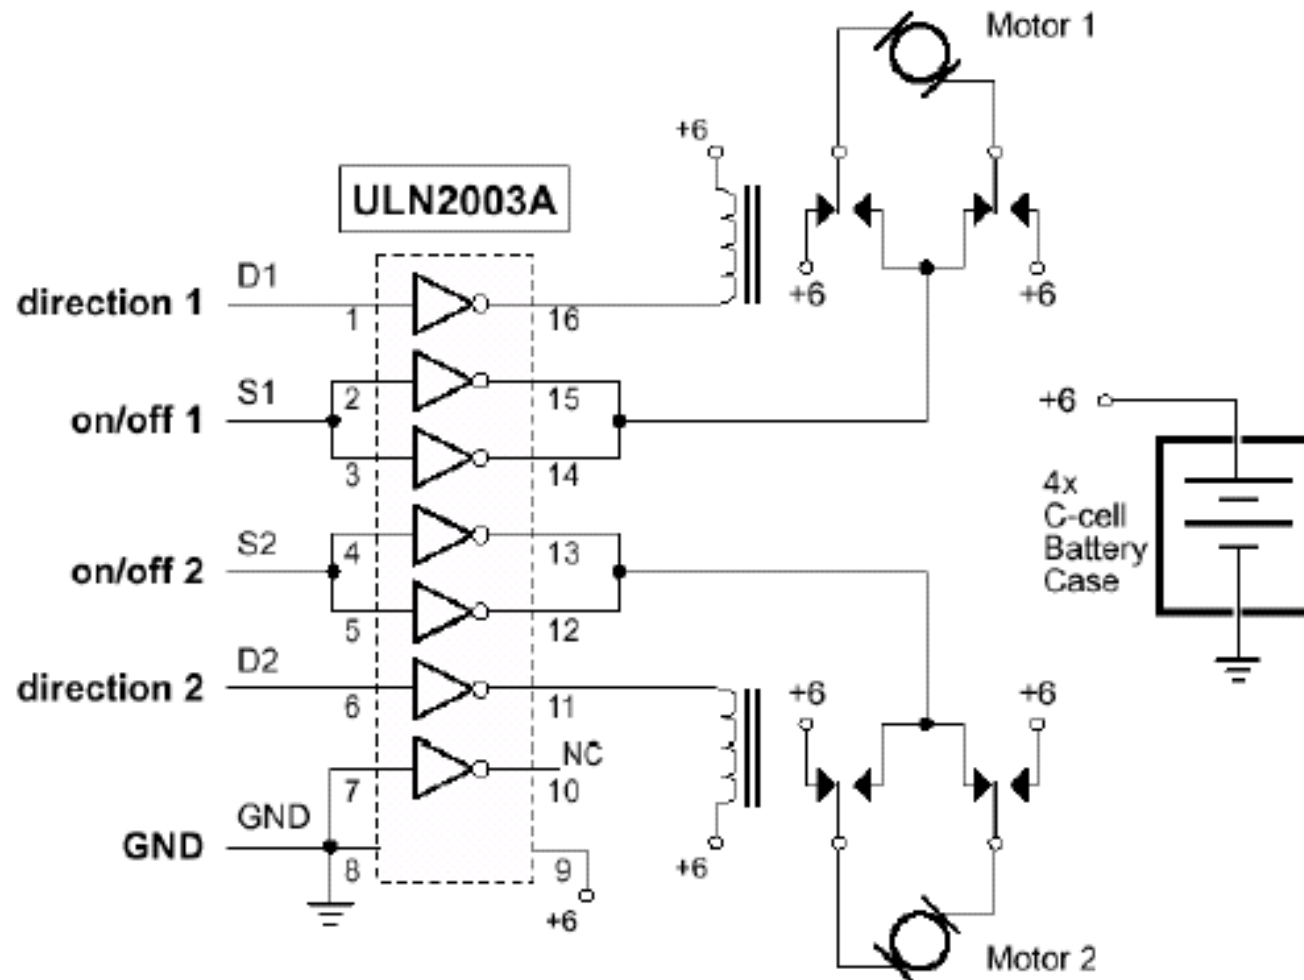 Motor 1
+6
ULN2003A
+6
+6
D1
direction 1
1
16
S1
2
15
on/off 1
3
14
+6
4x
C-cell
Battery
Case
S2
4
13
on/off 2
5
12
D2
direction 2
6
11
+6
+6
NC
7
10
GND
GND
8
9
+6
+6
Motor 2